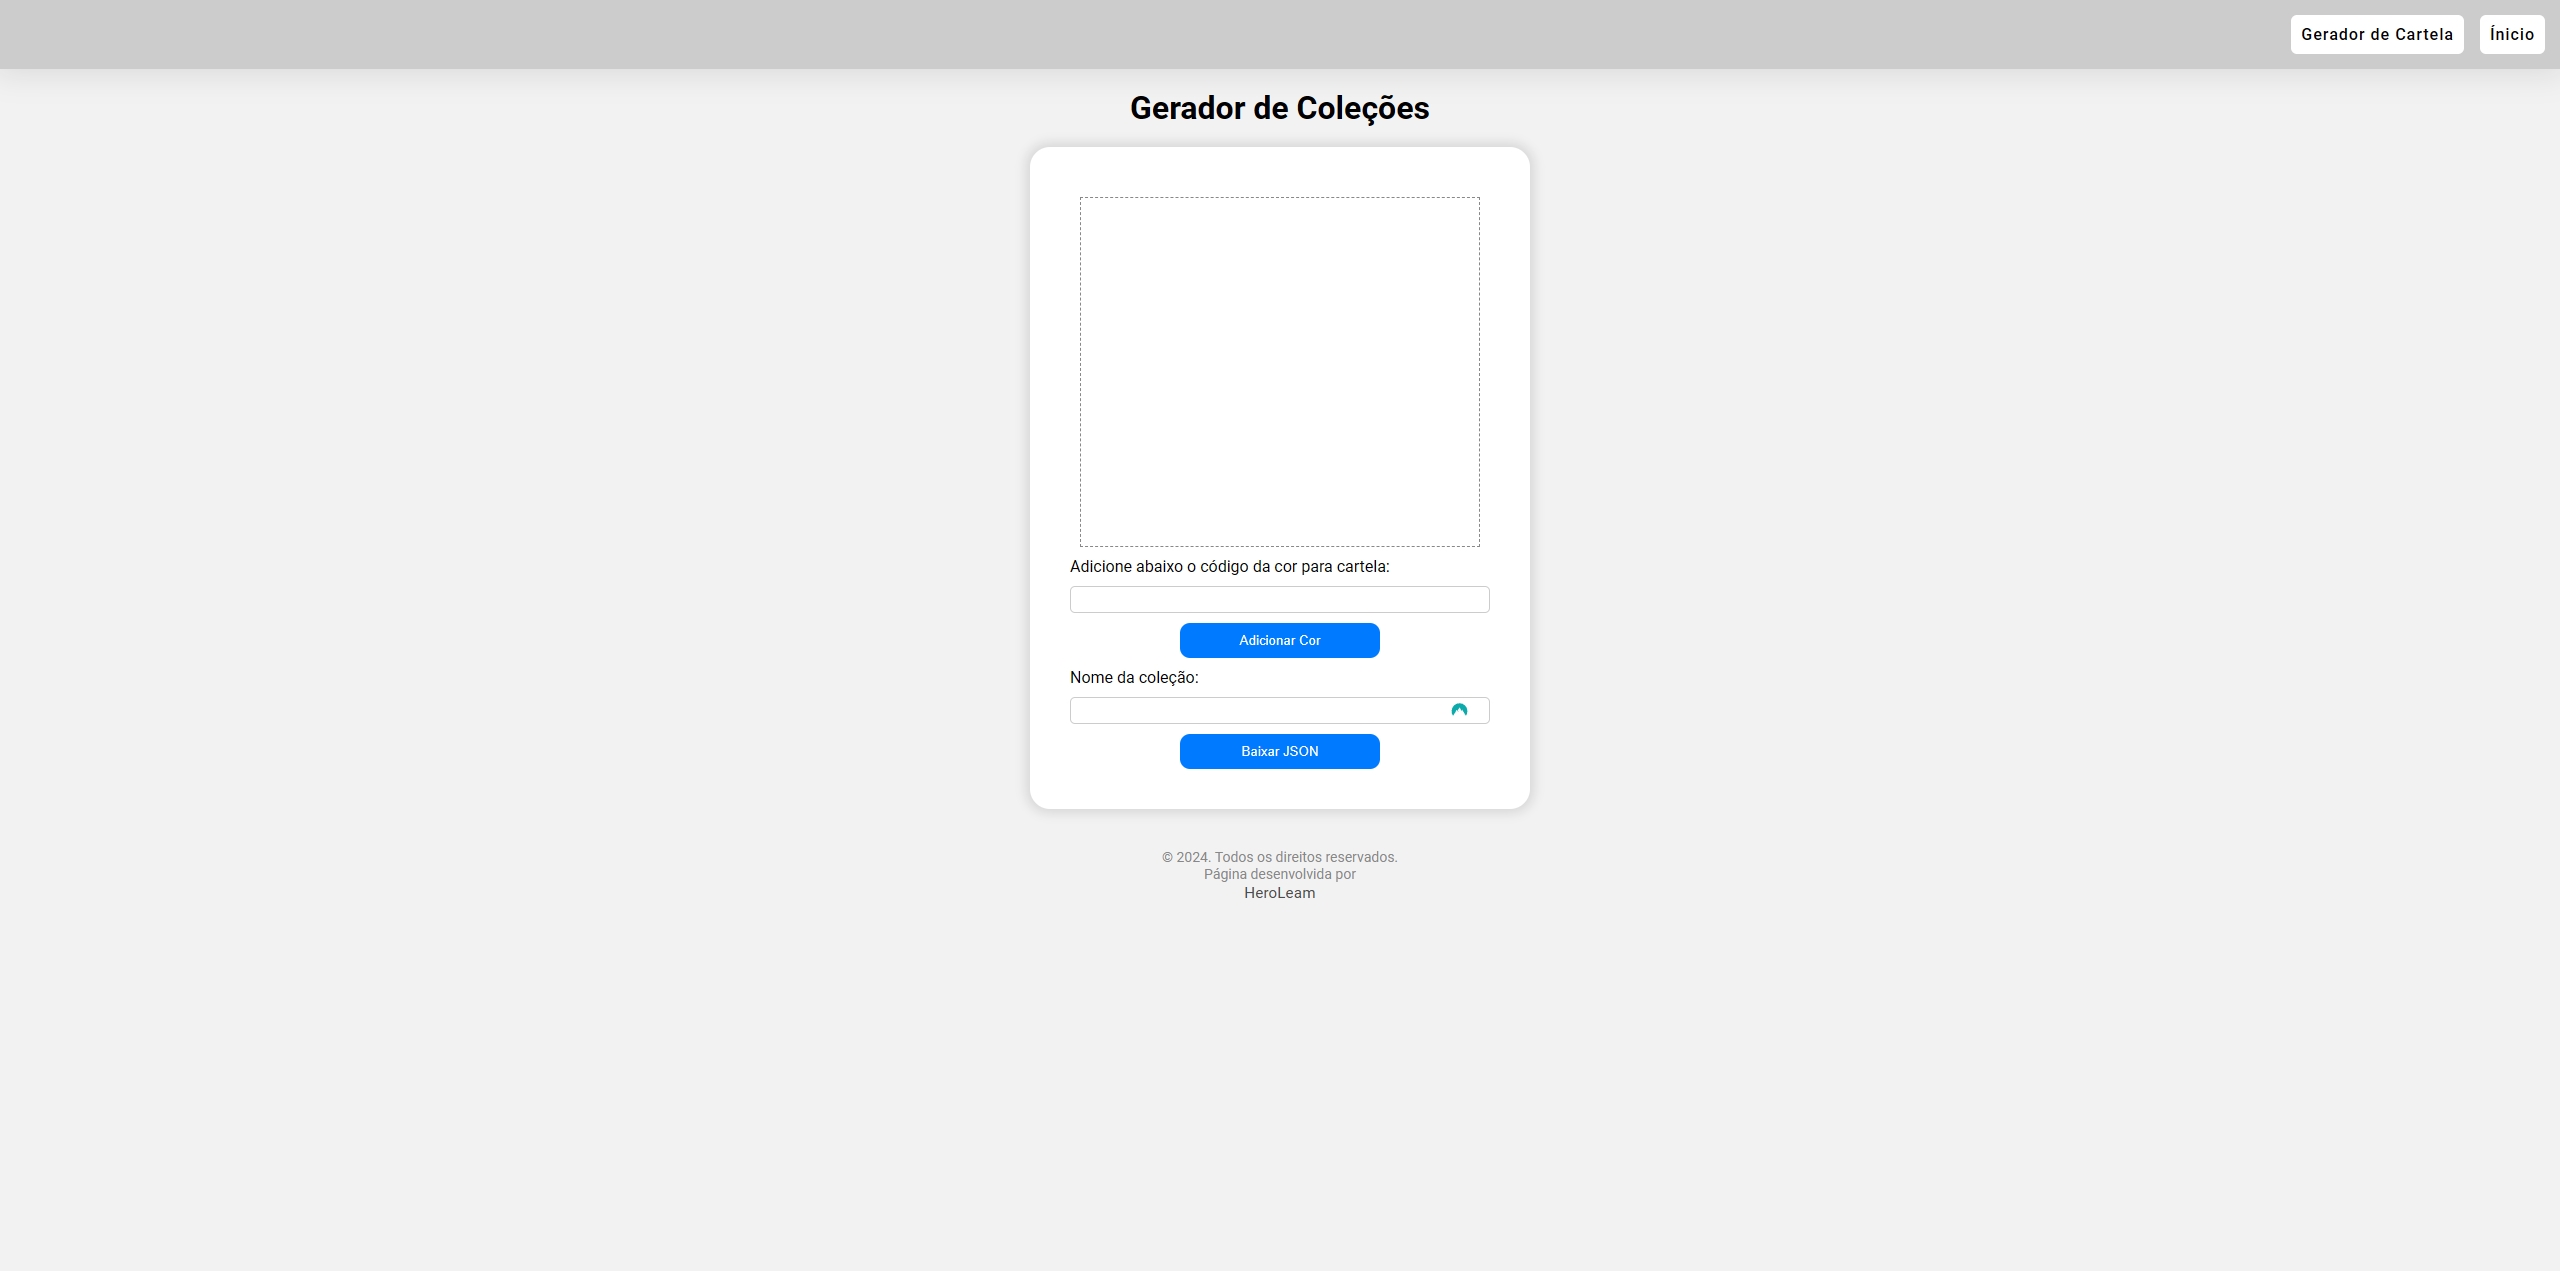 Gerador de Cartela
Ínicio
Gerador de Coleções
Adicione abaixo o código da cor para cartela:
Adicionar Cor
Nome da coleção:
Baixar JSON
© 2024. Todos os direitos reservados.
Página desenvolvida por
HeroLeam